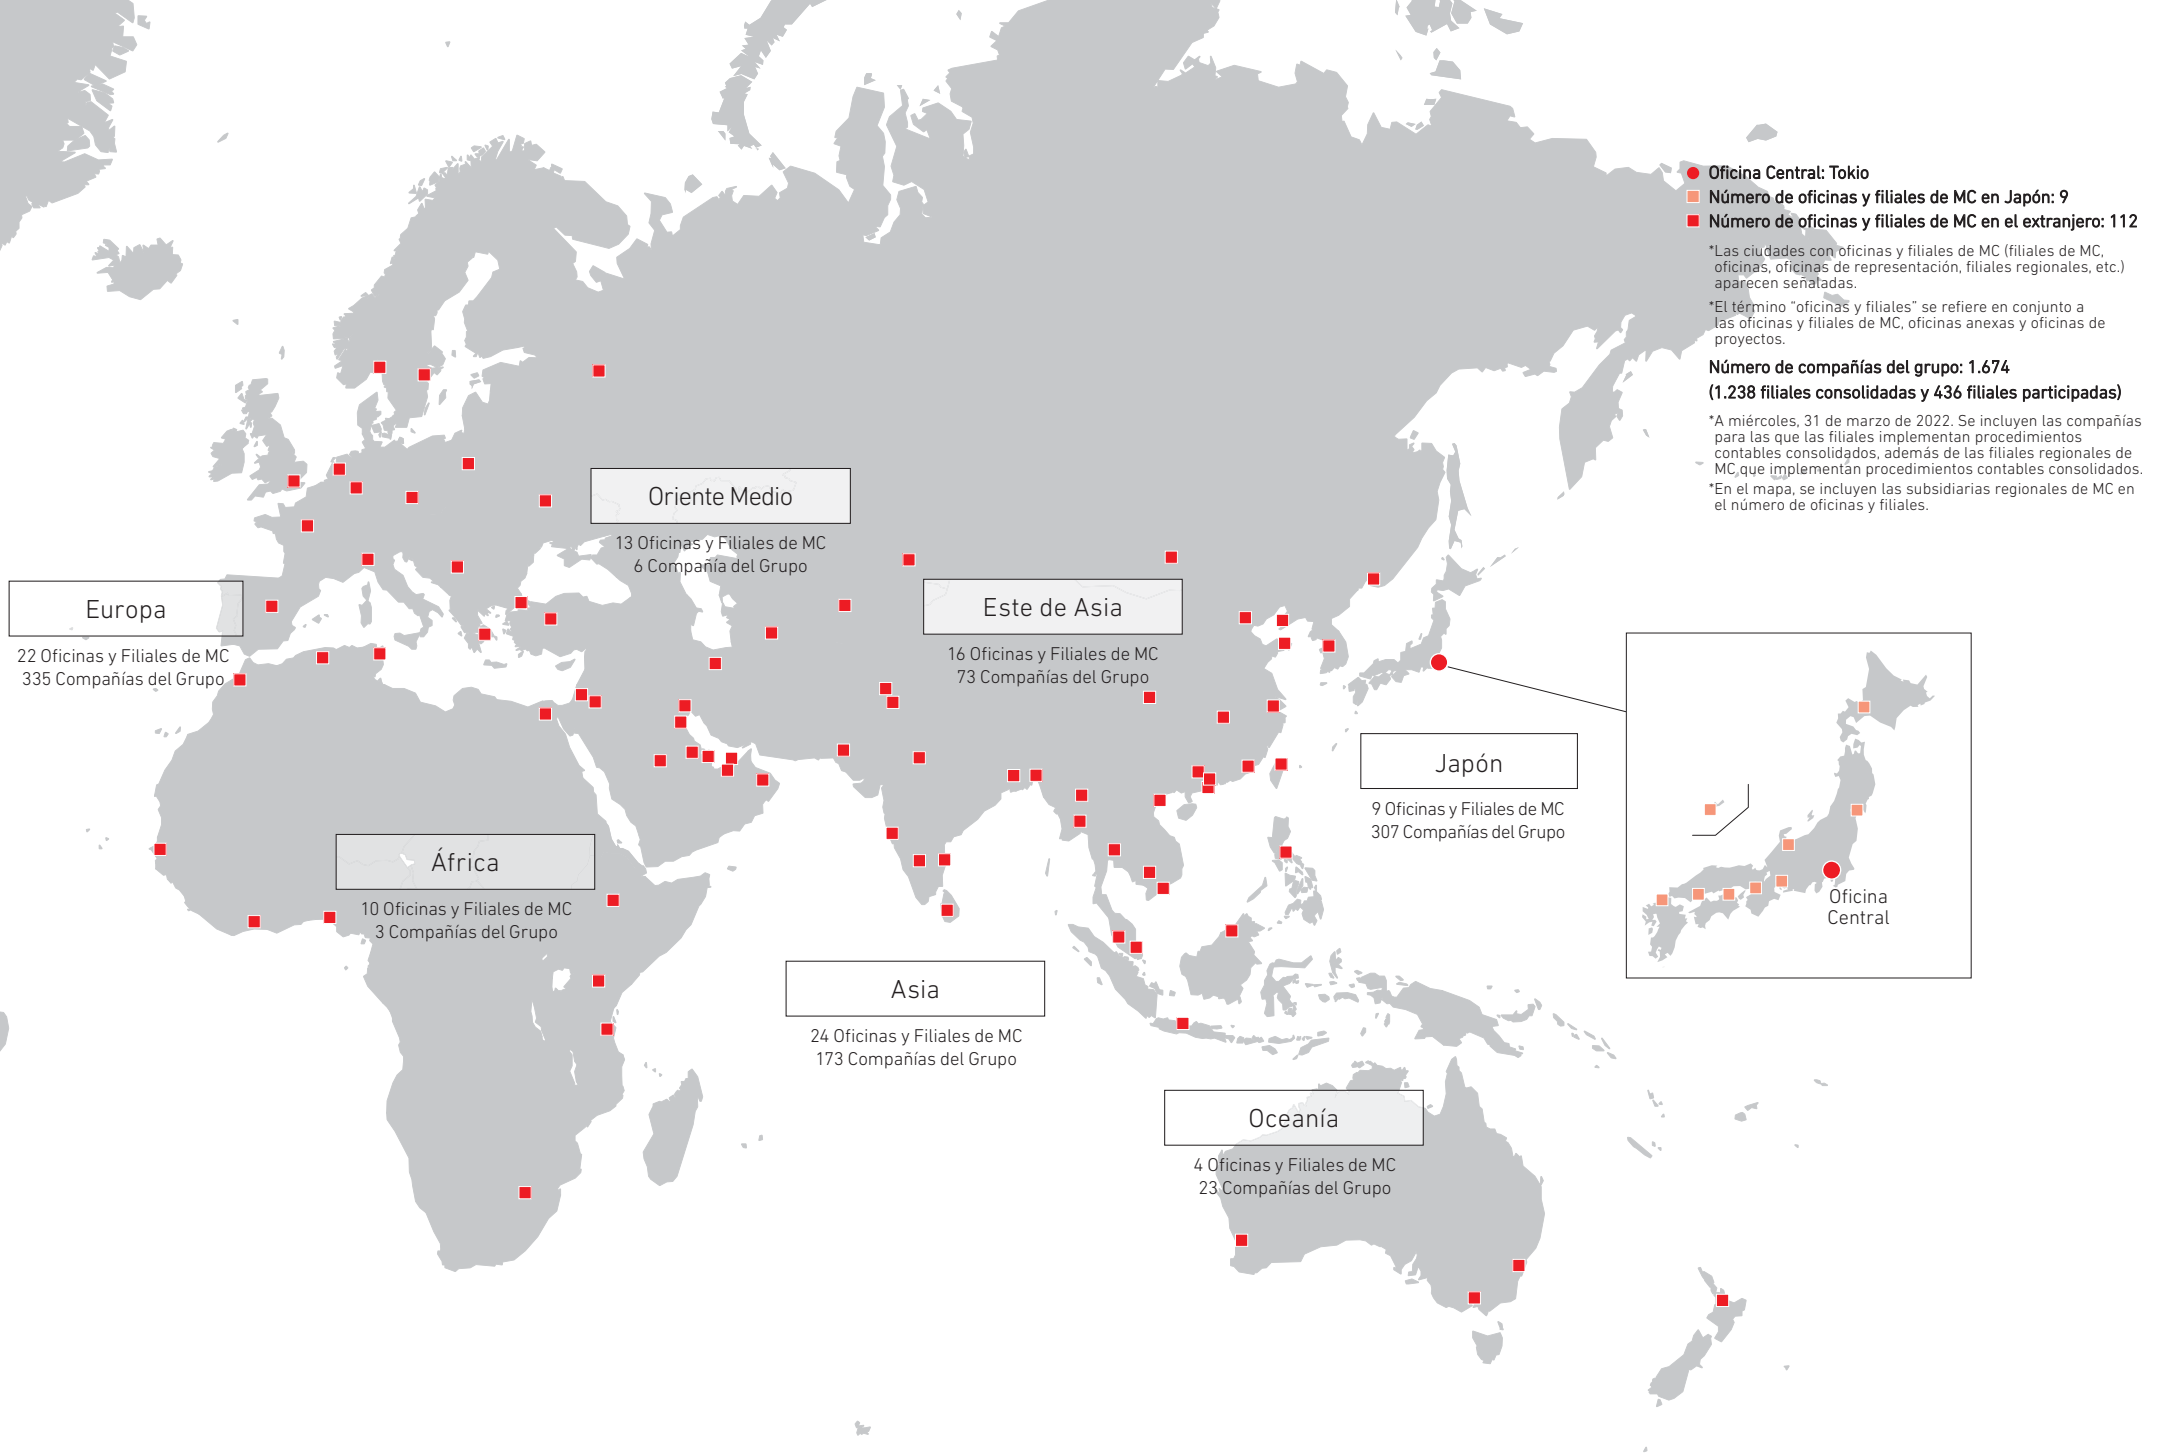 Oficina Central: Tokio
Número de oficinas y filiales de MC en Japón: 9
Número de oficinas y filiales de MC en el extranjero: 112
*Las ciudades con oficinas y filiales de MC (filiales de MC,
oficinas, oficinas de representación, filiales regionales, etc.)
aparecen señaladas.
*El término “oficinas y filiales” se refiere en conjunto a
las oficinas y filiales de MC, oficinas anexas y oficinas de
proyectos.
Número de compañías del grupo: 1.674
(1.238 filiales consolidadas y 436 filiales participadas)
*A miércoles, 31 de marzo de 2022. Se incluyen las compañías
para las que las filiales implementan procedimientos
contables consolidados, además de las filiales regionales de
MC que implementan procedimientos contables consolidados.
*En el mapa, se incluyen las subsidiarias regionales de MC en
el número de oficinas y filiales.
Oriente Medio
13 Oficinas y Filiales de MC
6 Compañía del Grupo
Europa
22 Oficinas y Filiales de MC
335 Compañías del Grupo
Este de Asia
16 Oficinas y Filiales de MC
73 Compañías del Grupo
Japón
9 Oficinas y Filiales de MC
307 Compañías del Grupo
Oficina
Central
África
10 Oficinas y Filiales de MC
3 Compañías del Grupo
Asia
24 Oficinas y Filiales de MC
173 Compañías del Grupo
Oceanía
4 Oficinas y Filiales de MC
23 Compañías del Grupo